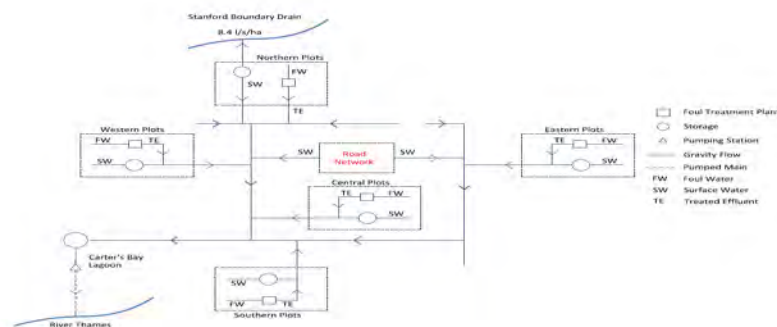 Stanford Boundary Drain
8.4 l/s/ha
Northern Plots
FW
SW
TE
Western Plots
FW TE
SW
SW Road Network SW
Eastern Plots
TE FW
SW
Central Plots
TE FW
SW
Carter's Bay
Lagoon
SW
FW TE
Southern Plots
River Thames
Foul Treatment Plan
Storage
Pumping Station
Gravity Flow
Pumped Main
FW Foul Water
SW Surface Water
TE Treated Effluent